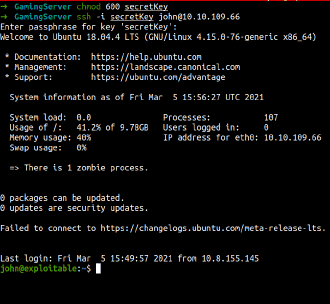 → GamingServer chmod 600 secretKey
→ GamingServer ssh -i secretKey john@10.10.109.66
Enter passphrase for key 'secretKey':
Welcome to Ubuntu 18.04.4 LTS (GNU/Linux 4.15.0-76-generic x86_64)
* Documentation: https://help.ubuntu.com
* Management: https://landscape.canonical.com
* Support: https://ubuntu.com/advantage
System information as of Fri Mar 5 15:56:27 UTC 2021
System load: 0.0 Processes: 107
Usage of /: 41.2% of 9.78GB Users logged in: 0
Memory usage: 40% IP address for eth0: 10.10.109.66
Swap usage: 0%
=> There is 1 zombie process.
0 packages can be updated.
0 updates are security updates.
Failed to connect to https://changelogs.ubuntu.com/meta-release-lts.
Last login: Fri Mar 5 15:49:57 2021 from 10.8.155.145
john@exploitable:~$